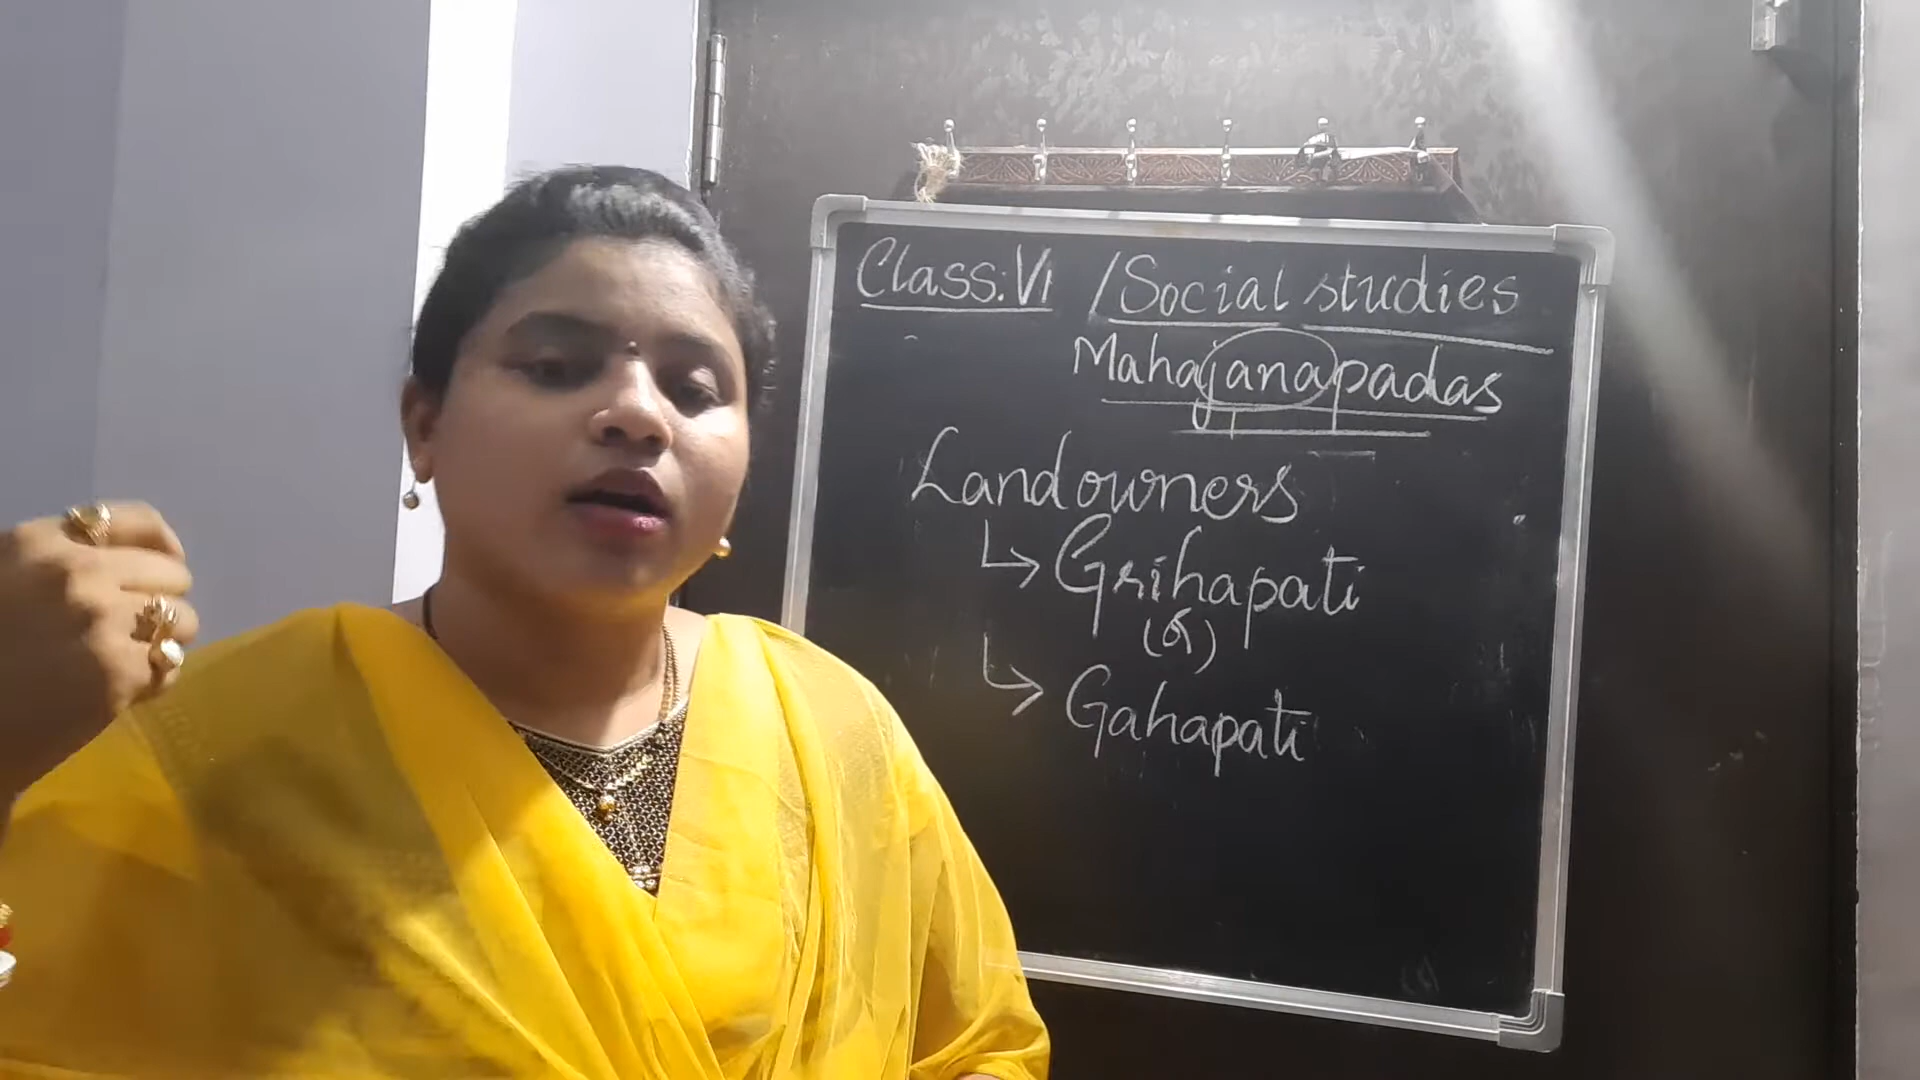 Class: VI / Social studies
Mahajanapadas
Landowners
↳ Grihapati
↳ Gahapati